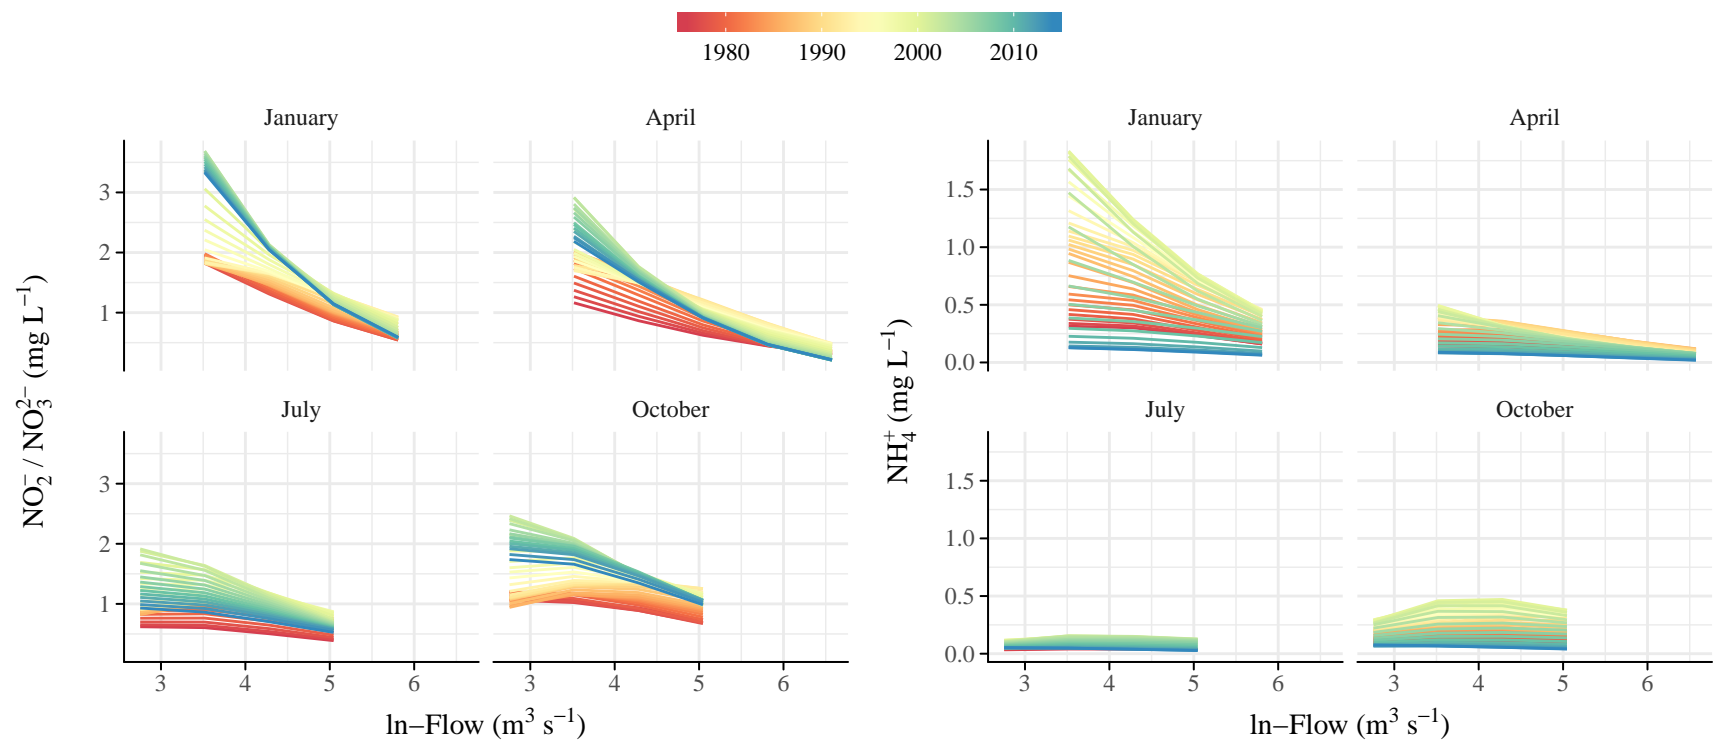 1980 1990 2000 2010
January April January April
3
2
1
1.5
1.0
0.5
0.0
NO₂⁻ / NO₃²⁻ (mg L⁻¹)
NH₄⁺ (mg L⁻¹)
July October July October
3
2
1
1.5
1.0
0.5
0.0
3 4 5 6 3 4 5 6 3 4 5 6 3 4 5 6
ln−Flow (m³ s⁻¹) ln−Flow (m³ s⁻¹)